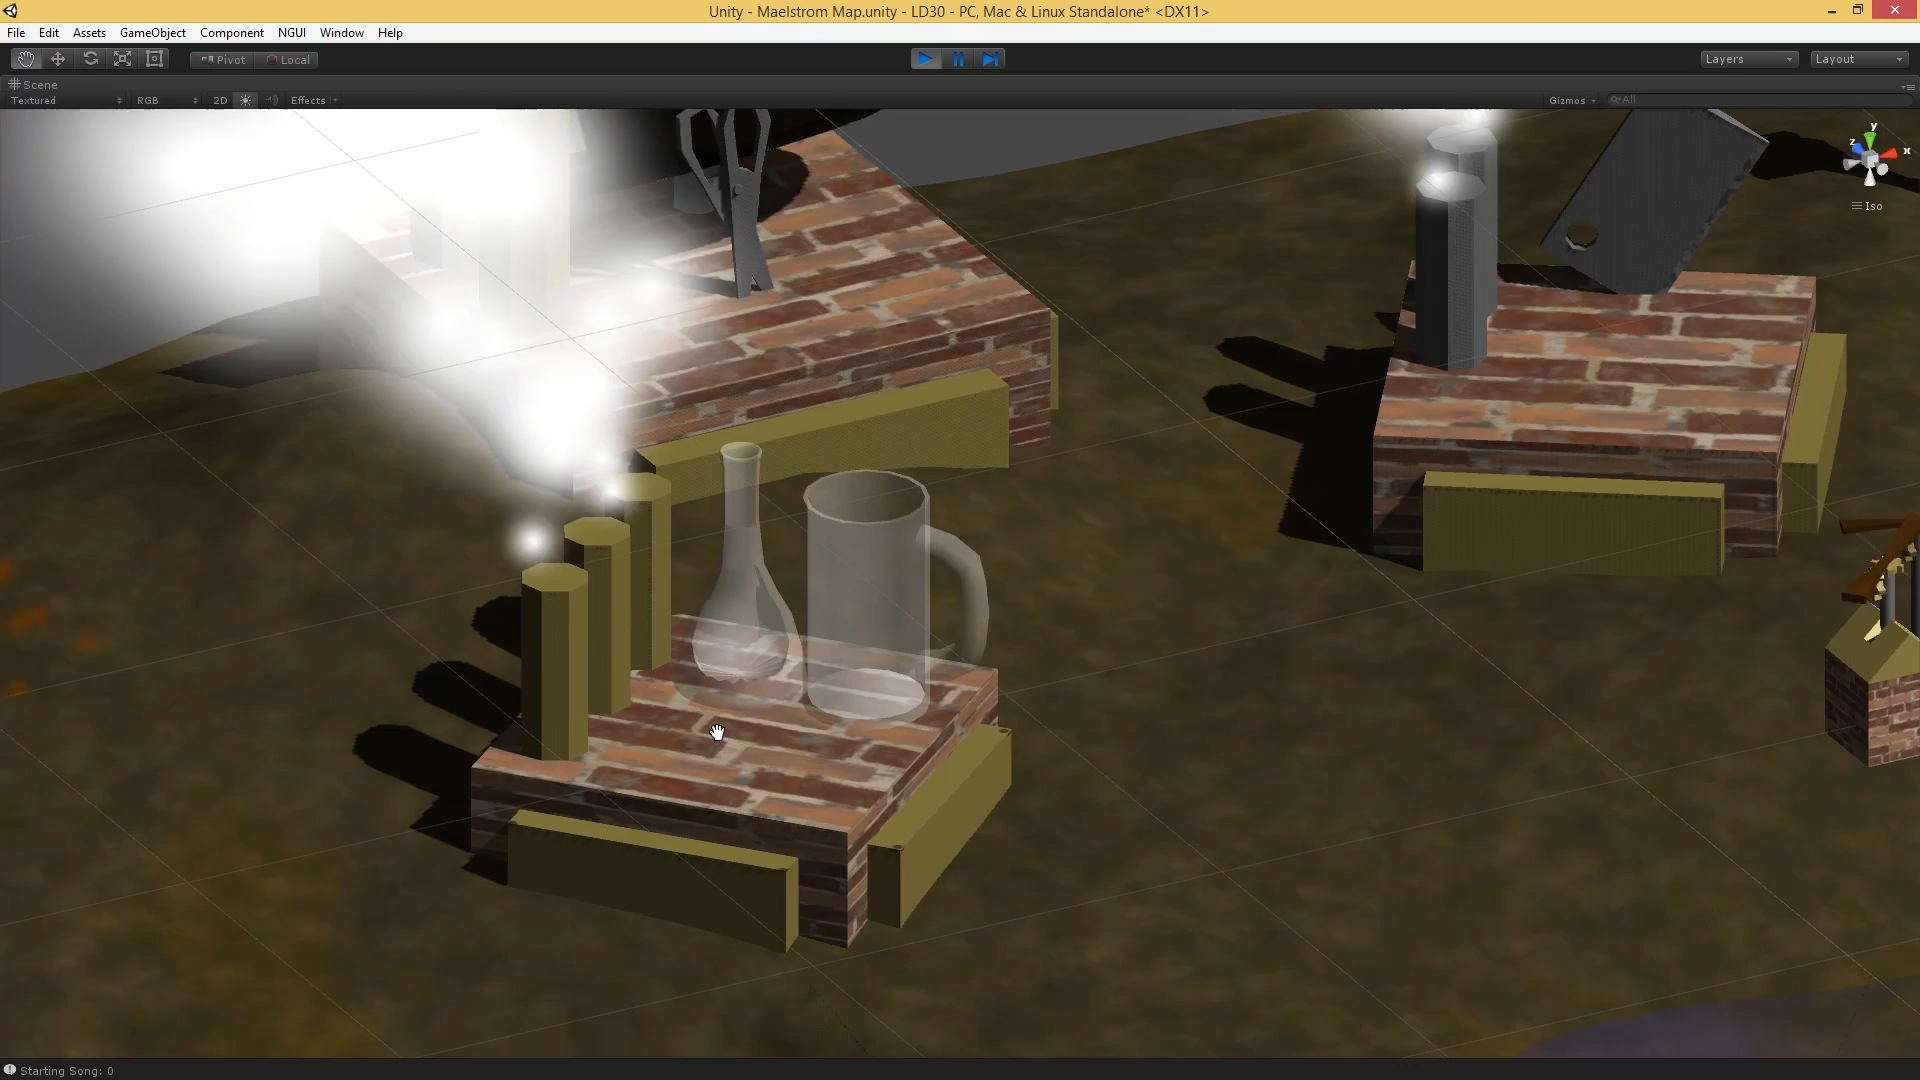 Unity - Maelstrom Map.unity - LD30 - PC, Mac & Linux Standalone* <DX11>
File Edit Assets GameObject Component NGUI Window Help
Pivot Local Layers Layout
Scene
Textured RGB 2D Effects Gizmos All
y
z x
Iso
Starting Song: 0